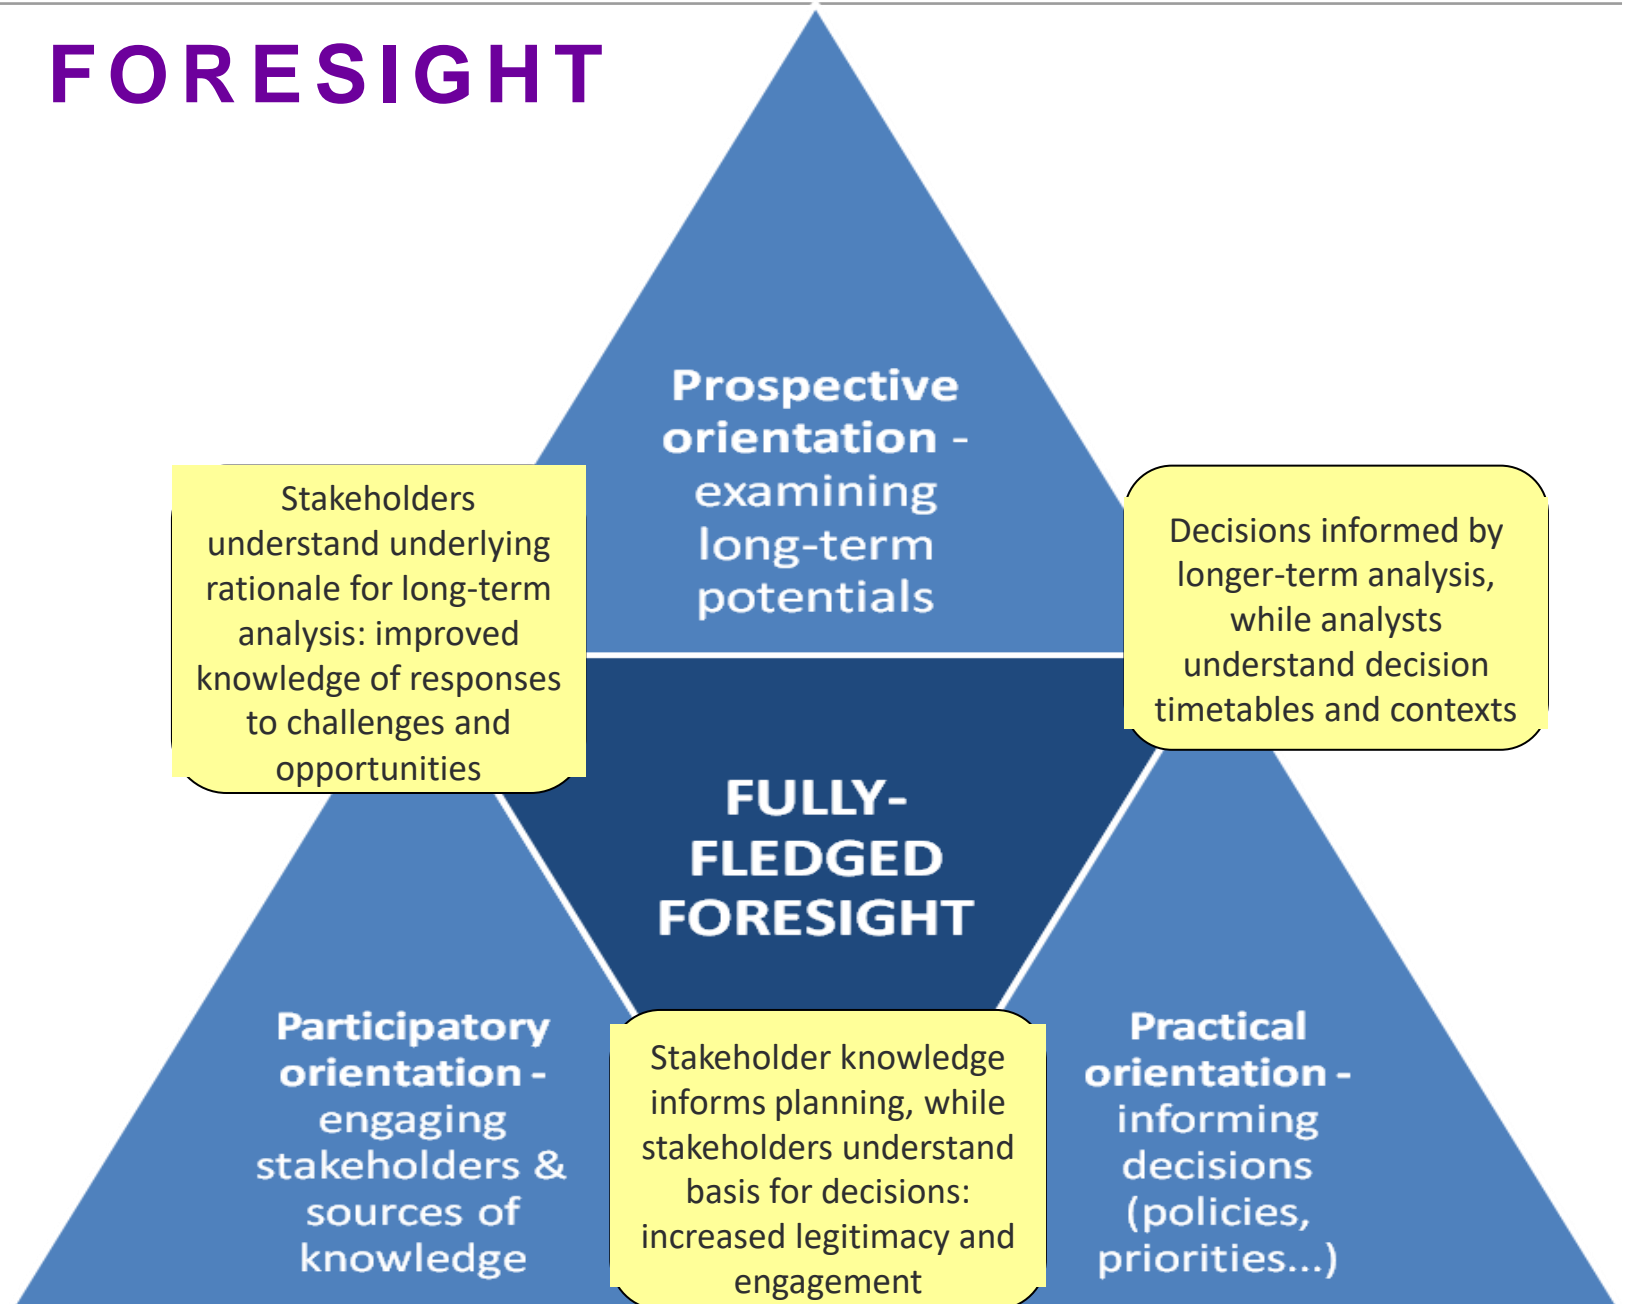 FORESIGHT
Prospective
orientation -
examining
long-term
potentials
Stakeholders
understand underlying
rationale for long-term
analysis: improved
knowledge of responses
to challenges and
opportunities
Decisions informed by
longer-term analysis,
while analysts
understand decision
timetables and contexts
FULLY-
FLEDGED
FORESIGHT
Participatory
orientation -
engaging
stakeholders &
sources of
knowledge
Stakeholder knowledge
informs planning, while
stakeholders understand
basis for decisions:
increased legitimacy and
engagement
Practical
orientation -
informing
decisions
(policies,
priorities...)